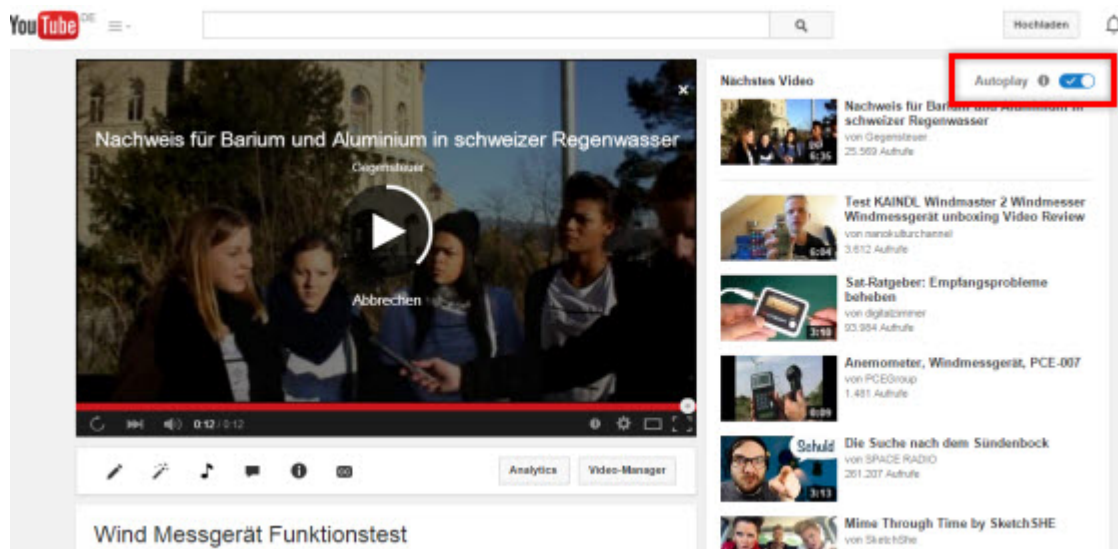 YouTube DE
Hochladen
Nachweis für Barium und Aluminium in schweizer Regenwasser
Gegensteuer
Abbrechen
0:12 / 0:12
Analytics
Video-Manager
Wind Messgerät Funktionstest
Nächstes Video
Autoplay
Nachweis für Barium und Aluminium in
schweizer Regenwasser
von Gegensteuer
25.569 Aufrufe
6:35
Test KAINDL Windmaster 2 Windmesser
Windmessgerät unboxing Video Review
von nanokulturchannel
3.612 Aufrufe
6:04
Sat-Ratgeber: Empfangsprobleme
beheben
von digitalzimmer
93.984 Aufrufe
3:10
Anemometer, Windmessgerät, PCE-007
von PCEGroup
1.481 Aufrufe
0:09
Schuld
Die Suche nach dem Sündenbock
von SPACE RADIO
261.207 Aufrufe
3:13
Mime Through Time by SketchSHE
von SketchShe